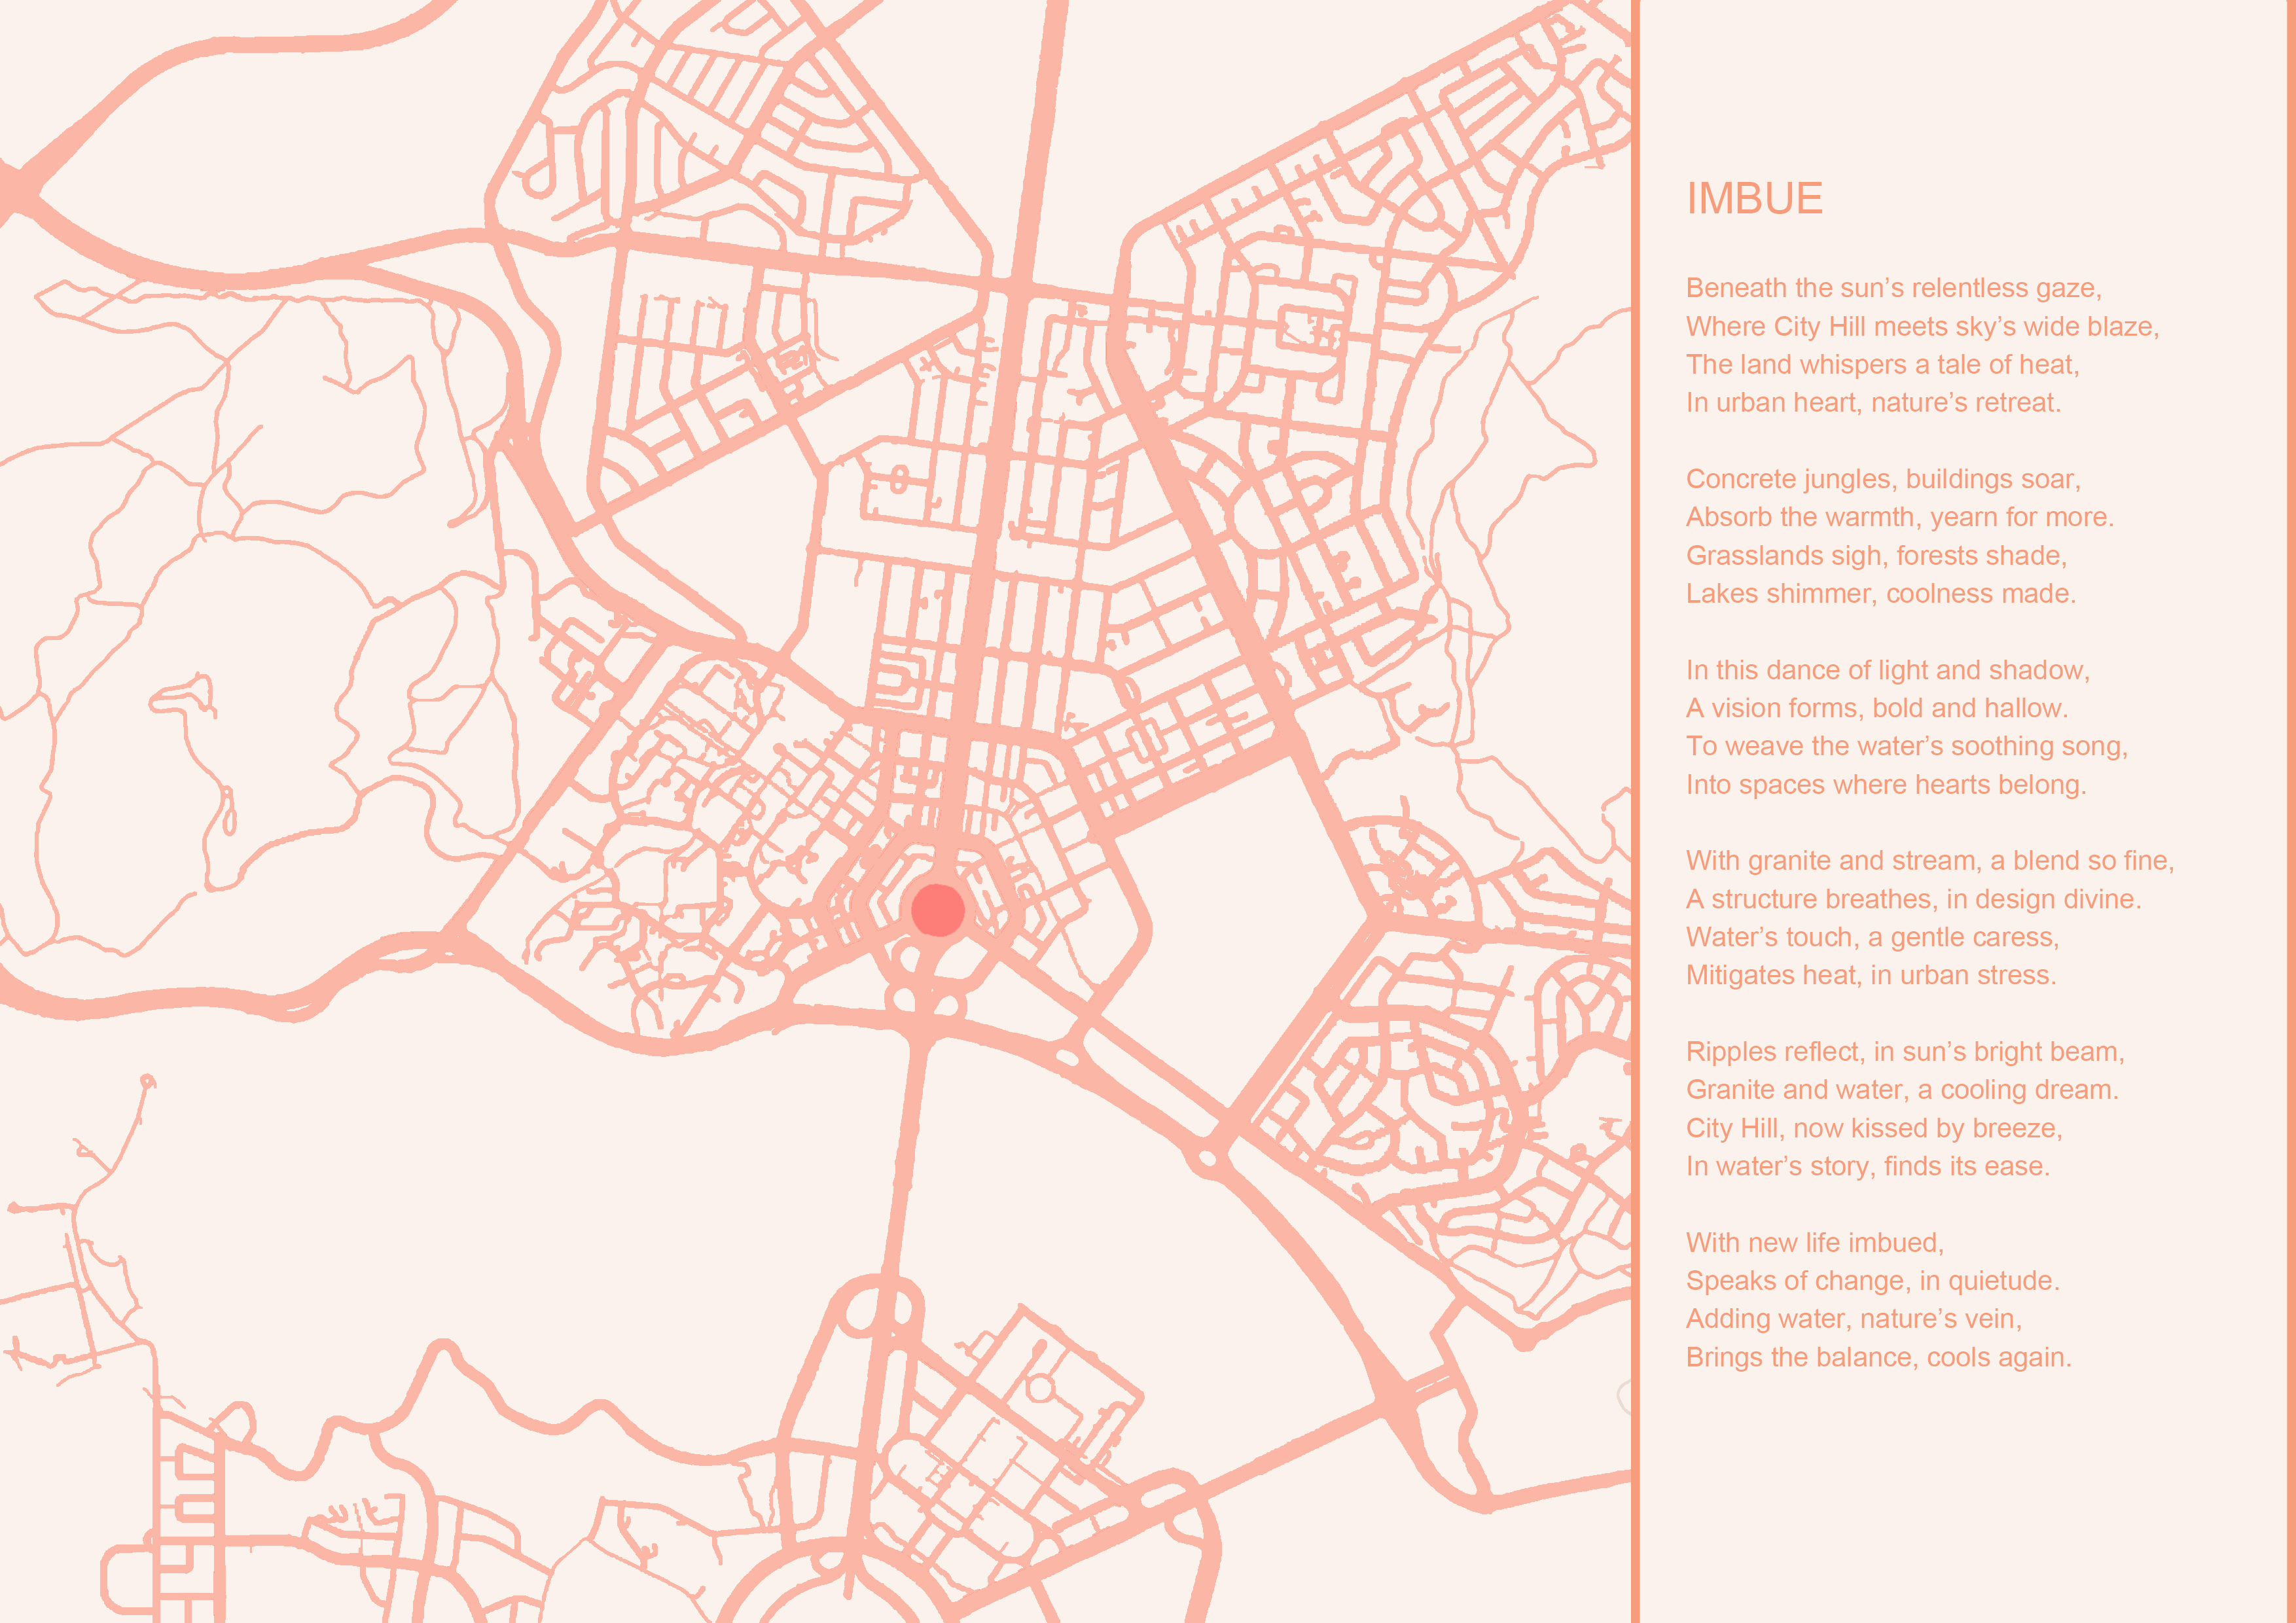 IMBUE
Beneath the sun’s relentless gaze,
Where City Hill meets sky’s wide blaze,
The land whispers a tale of heat,
In urban heart, nature’s retreat.
Concrete jungles, buildings soar,
Absorb the warmth, yearn for more.
Grasslands sigh, forests shade,
Lakes shimmer, coolness made.
In this dance of light and shadow,
A vision forms, bold and hallow.
To weave the water’s soothing song,
Into spaces where hearts belong.
With granite and stream, a blend so fine,
A structure breathes, in design divine.
Water’s touch, a gentle caress,
Mitigates heat, in urban stress.
Ripples reflect, in sun’s bright beam,
Granite and water, a cooling dream.
City Hill, now kissed by breeze,
In water’s story, finds its ease.
With new life imbued,
Speaks of change, in quietude.
Adding water, nature’s vein,
Brings the balance, cools again.